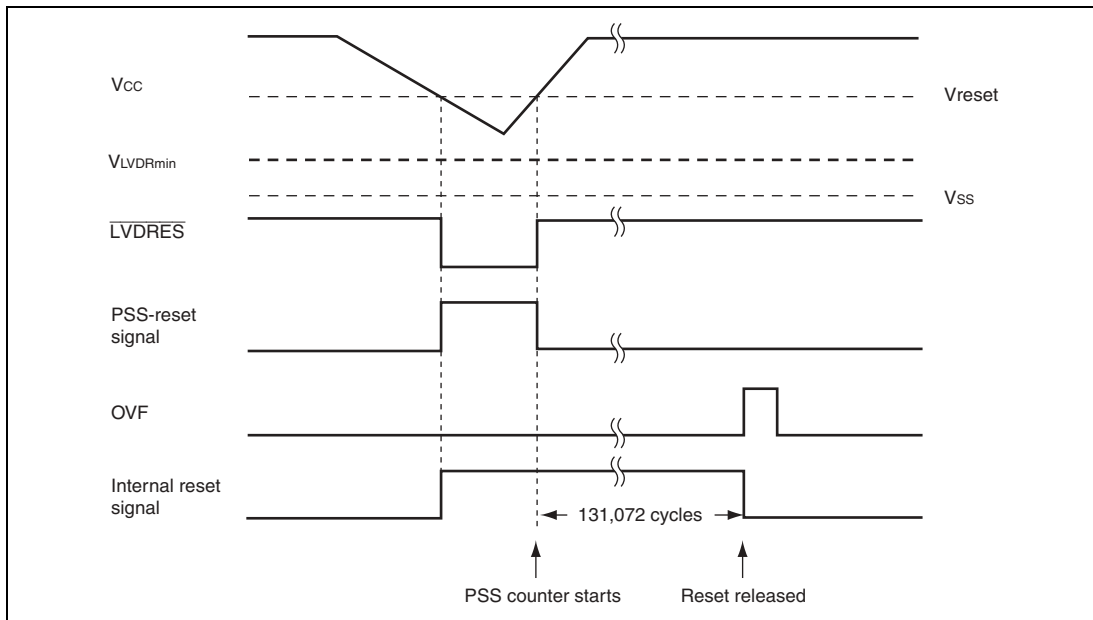 VCC
Vreset
VLVDRmin
VSS
L̅V̅D̅R̅E̅S̅
PSS-reset
signal
OVF
Internal reset
signal
131,072 cycles
PSS counter starts
Reset released